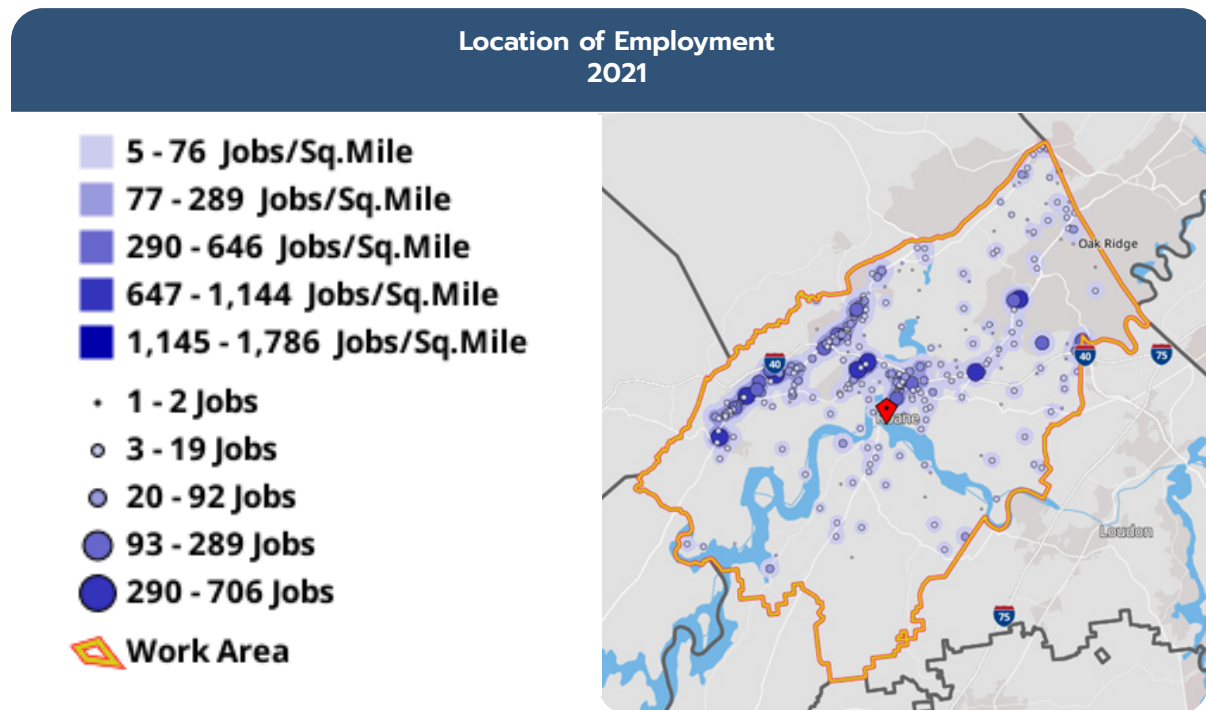 Location of Employment
2021
5 - 76 Jobs/Sq.Mile
77 - 289 Jobs/Sq.Mile
290 - 646 Jobs/Sq.Mile
647 - 1,144 Jobs/Sq.Mile
1,145 - 1,786 Jobs/Sq.Mile
1 - 2 Jobs
3 - 19 Jobs
20 - 92 Jobs
93 - 289 Jobs
290 - 706 Jobs
Work Area
Oak Ridge
40
40
75
Loudon
75